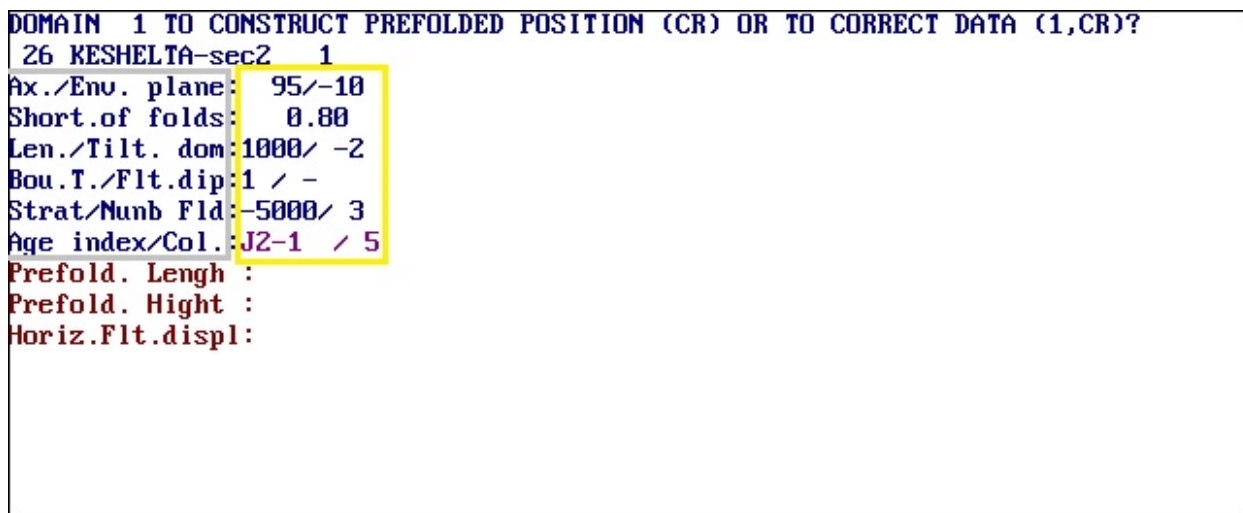 DOMAIN  1 TO CONSTRUCT PREFOLDED POSITION (CR) OR TO CORRECT DATA (1,CR)?
26 KESHELTA-sec2   1
Ax./Env. plane:  95/-10
Short.of folds:   0.80
Len./Tilt. dom:1000/ -2
Bou.T./Flt.dip:1 / -
Strat/Nunb Fld:-5000/ 3
Age index/Col.:J2-1  / 5
Prefold. Lengh :
Prefold. Hight :
Horiz.Flt.displ: